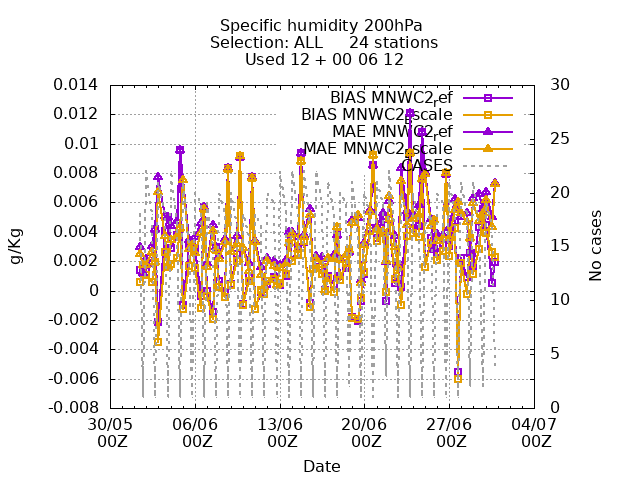 Specific humidity 200hPa
Selection: ALL 24 stations
Used 12 + 00 06 12
0.014
0.012
0.01
0.008
0.006
0.004
0.002
0
-0.002
-0.004
-0.006
-0.008
g/Kg
30
25
20
15
10
5
0
No cases
BIAS MNWC2_ref
BIAS MNWC2_scale
MAE MNWC2_ref
MAE MNWC2_scale
CASES
30/05 06/06 13/06 20/06 27/06 04/07
00Z 00Z 00Z 00Z 00Z 00Z
Date